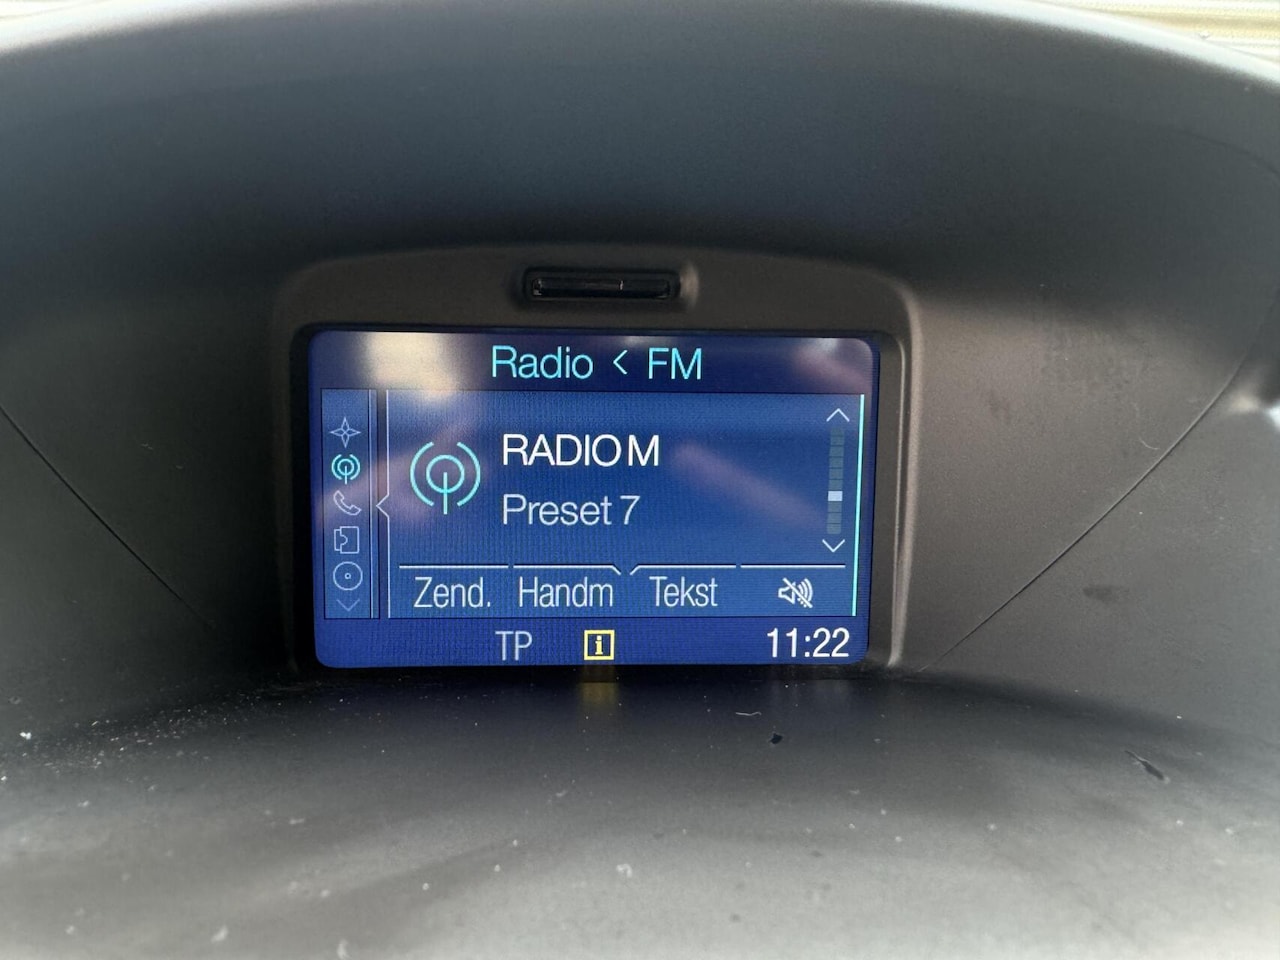 Radio < FM
RADIO M
Preset 7
Zend. Handm Tekst
TP i 11:22